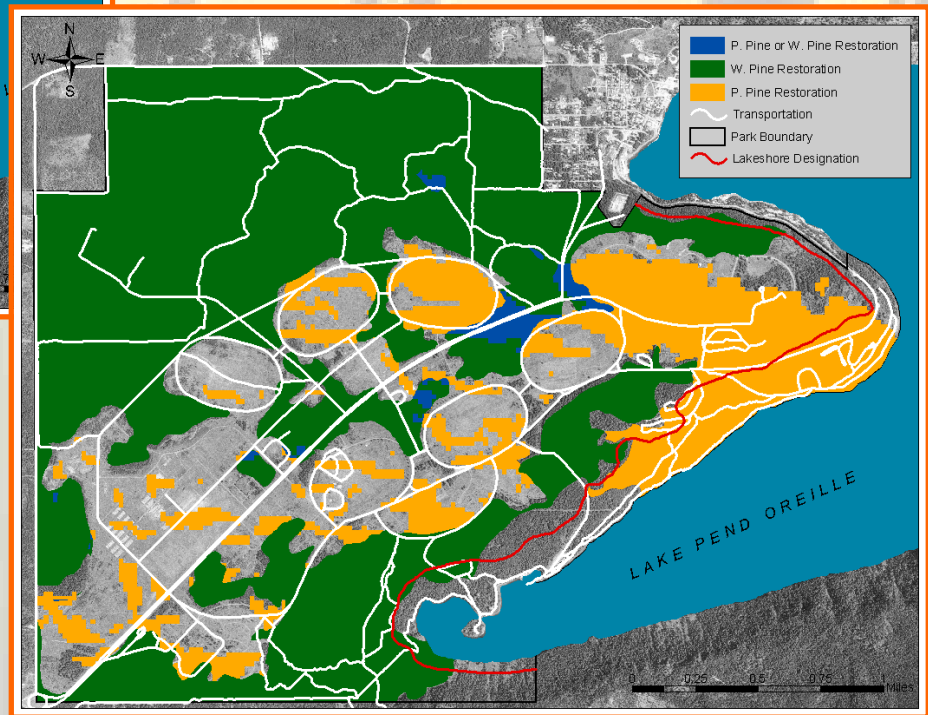 N
W E
S
P. Pine or W. Pine Restoration
W. Pine Restoration
P. Pine Restoration
Transportation
Park Boundary
Lakeshore Designation
LAKE PEND OREILLE
0 0.25 0.5 0.75 1
Miles